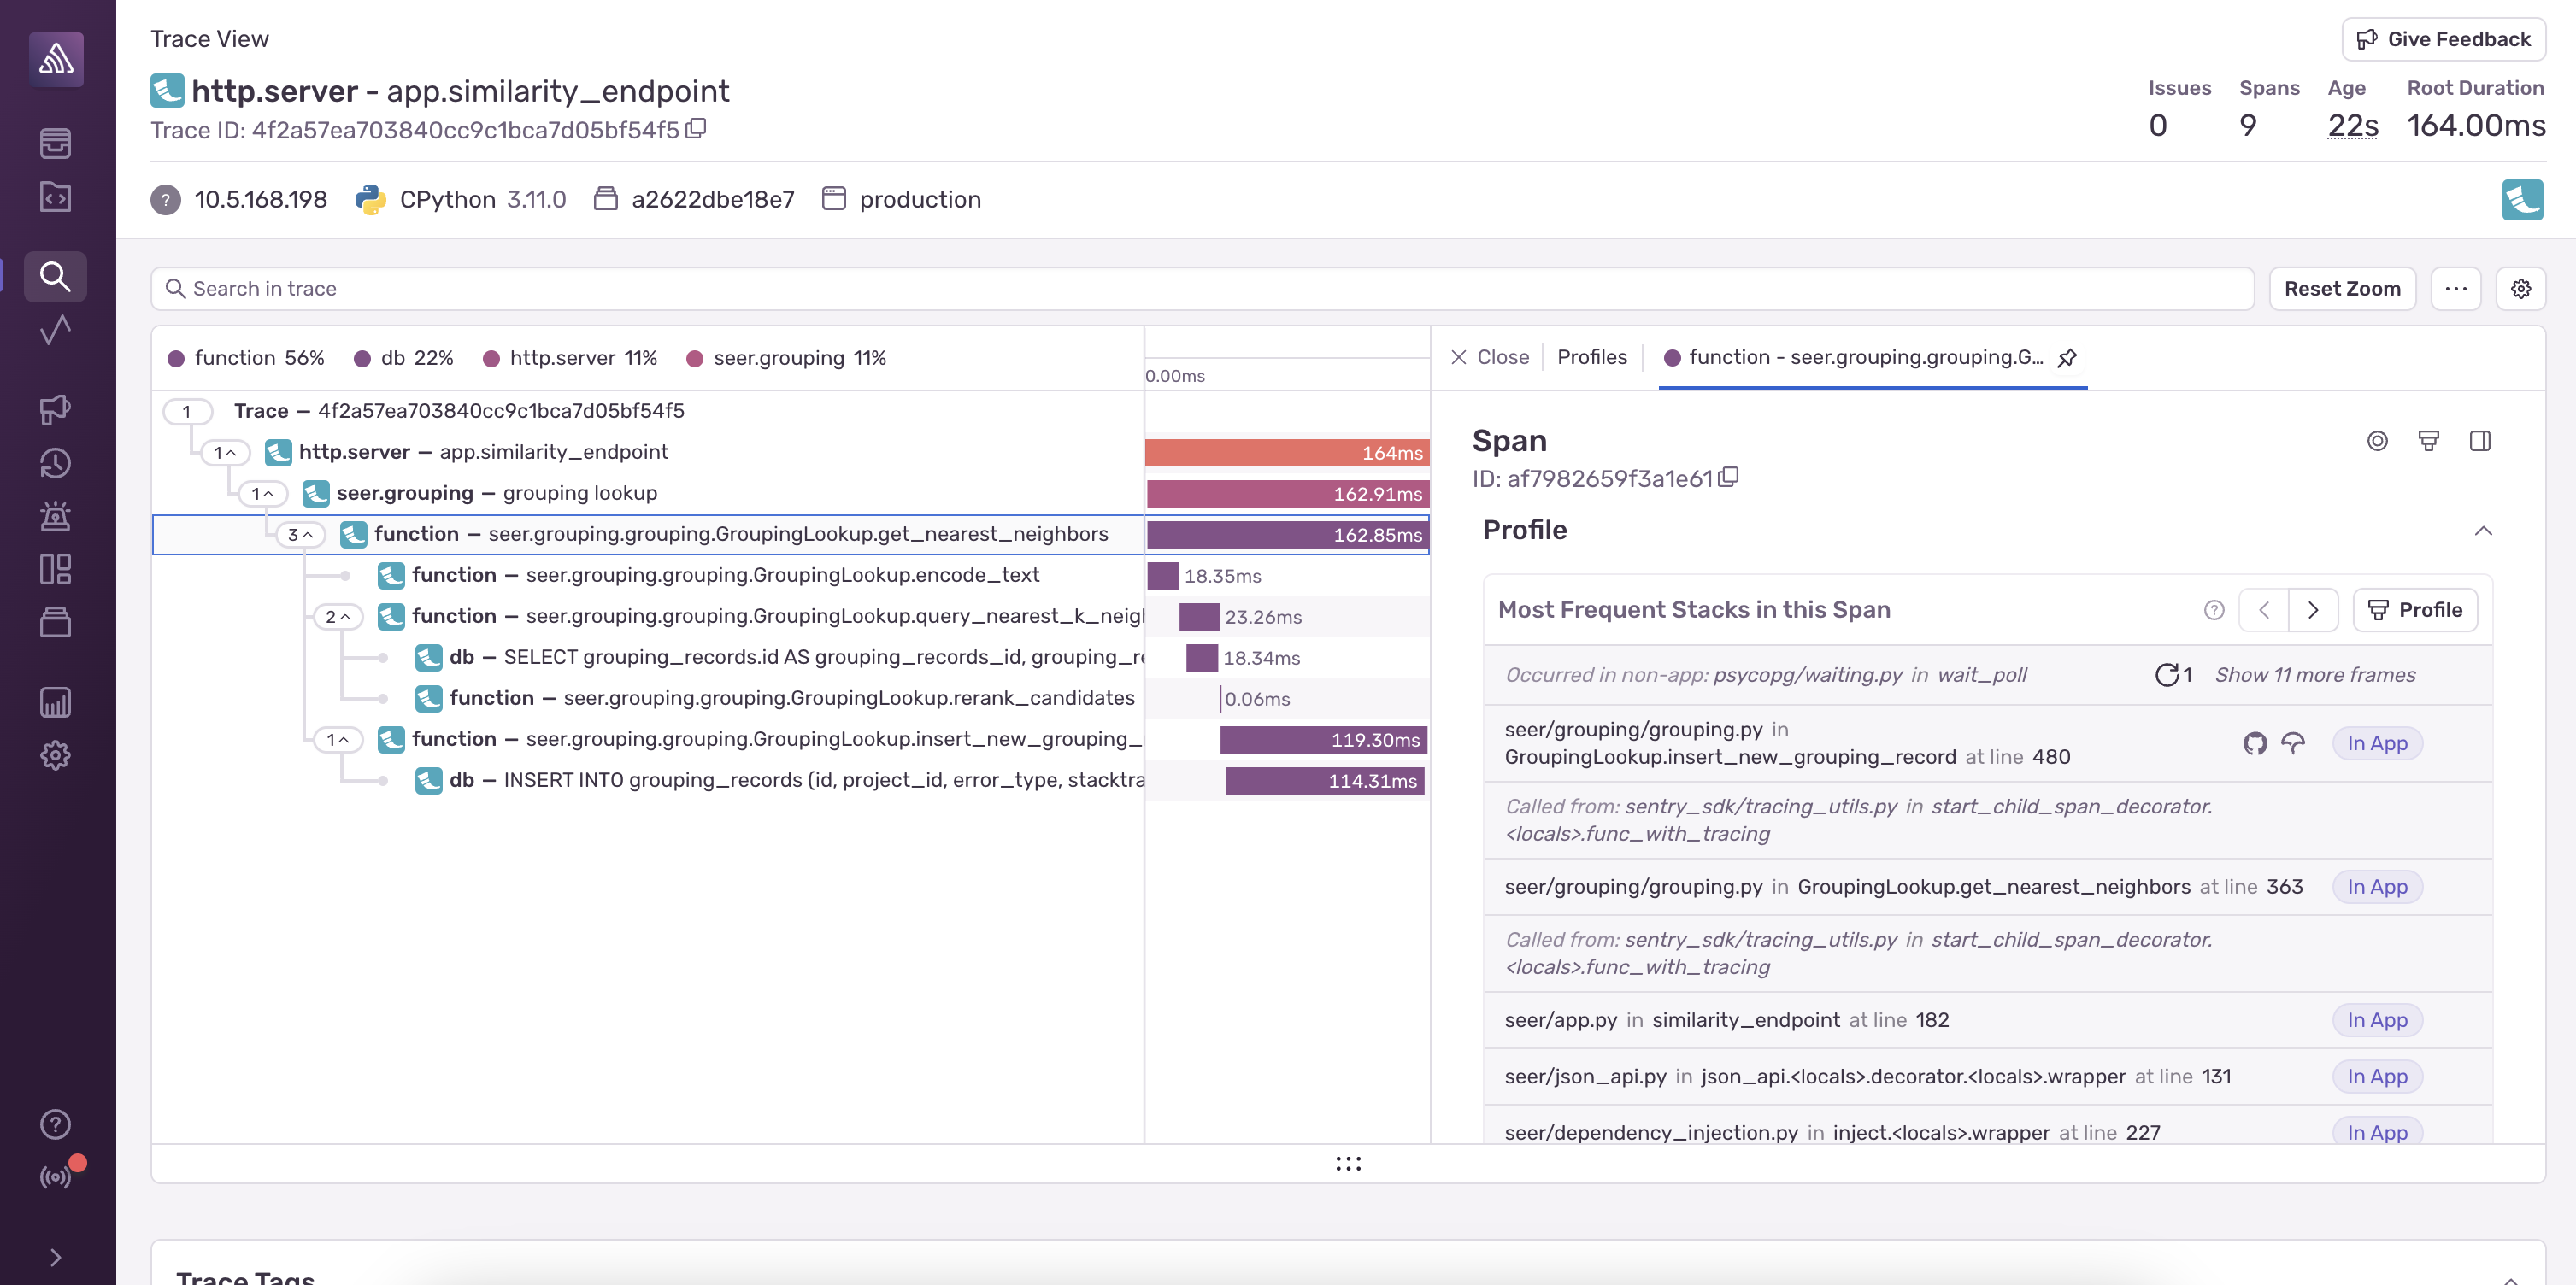 Trace View
Give Feedback
http.server - app.similarity_endpoint
Trace ID: 4f2a57ea703840cc9c1bca7d05bf54f5
Issues Spans Age Root Duration
0 9 22s 164.00ms
? 10.5.168.198 CPython 3.11.0 a2622dbe18e7 production
Search in trace
Reset Zoom
function 56% db 22% http.server 11% seer.grouping 11%
0.00ms
1 Trace — 4f2a57ea703840cc9c1bca7d05bf54f5
1 http.server — app.similarity_endpoint 164ms
1 seer.grouping — grouping lookup 162.91ms
3 function — seer.grouping.grouping.GroupingLookup.get_nearest_neighbors 162.85ms
function — seer.grouping.grouping.GroupingLookup.encode_text 18.35ms
2 function — seer.grouping.grouping.GroupingLookup.query_nearest_k_neig 23.26ms
db — SELECT grouping_records.id AS grouping_records_id, grouping_r 18.34ms
function — seer.grouping.grouping.GroupingLookup.rerank_candidates 0.06ms
1 function — seer.grouping.grouping.GroupingLookup.insert_new_grouping_ 119.30ms
db — INSERT INTO grouping_records (id, project_id, error_type, stacktra 114.31ms
Close Profiles function - seer.grouping.grouping.G...
Span
ID: af7982659f3a1e61
Profile
Most Frequent Stacks in this Span
? Profile
Occurred in non-app: psycopg/waiting.py in wait_poll 1 Show 11 more frames
seer/grouping/grouping.py in
GroupingLookup.insert_new_grouping_record at line 480 In App
Called from: sentry_sdk/tracing_utils.py in start_child_span_decorator.
<locals>.func_with_tracing
seer/grouping/grouping.py in GroupingLookup.get_nearest_neighbors at line 363 In App
Called from: sentry_sdk/tracing_utils.py in start_child_span_decorator.
<locals>.func_with_tracing
seer/app.py in similarity_endpoint at line 182 In App
seer/json_api.py in json_api.<locals>.decorator.<locals>.wrapper at line 131 In App
seer/dependency_injection.py in inject.<locals>.wrapper at line 227 In App
Trace Tags